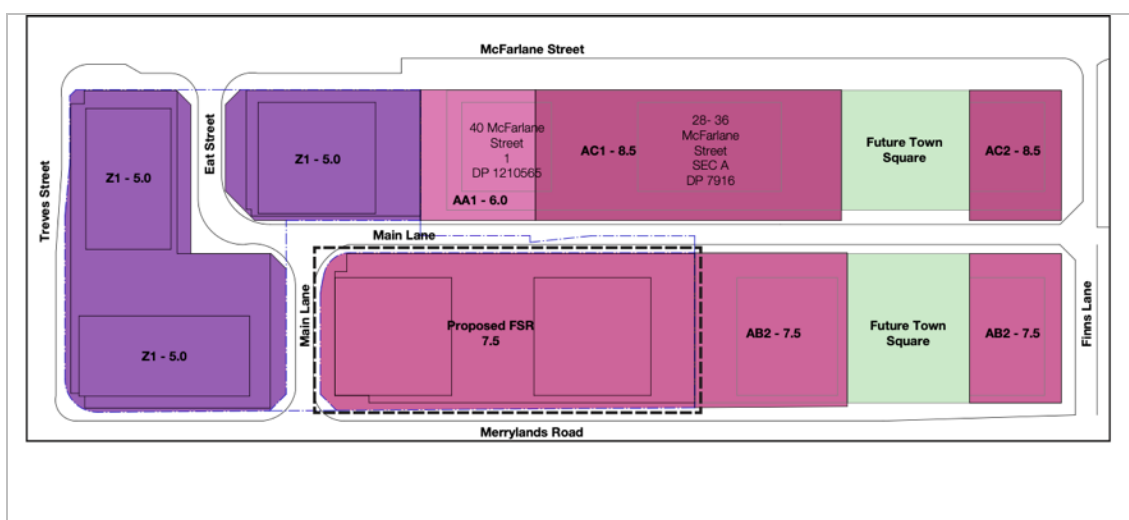 McFarlane Street
Treves Street
Eat Street
Z1 - 5.0
Z1 - 5.0
40 McFarlane
Street
1
DP 1210565
AA1 - 6.0
AC1 - 8.5
28- 36
McFarlane
Street
SEC A
DP 7916
Future Town
Square
AC2 - 8.5
Main Lane
Main Lane
Z1 - 5.0
Proposed FSR
7.5
AB2 - 7.5
Future Town
Square
AB2 - 7.5
Finns Lane
Merrylands Road